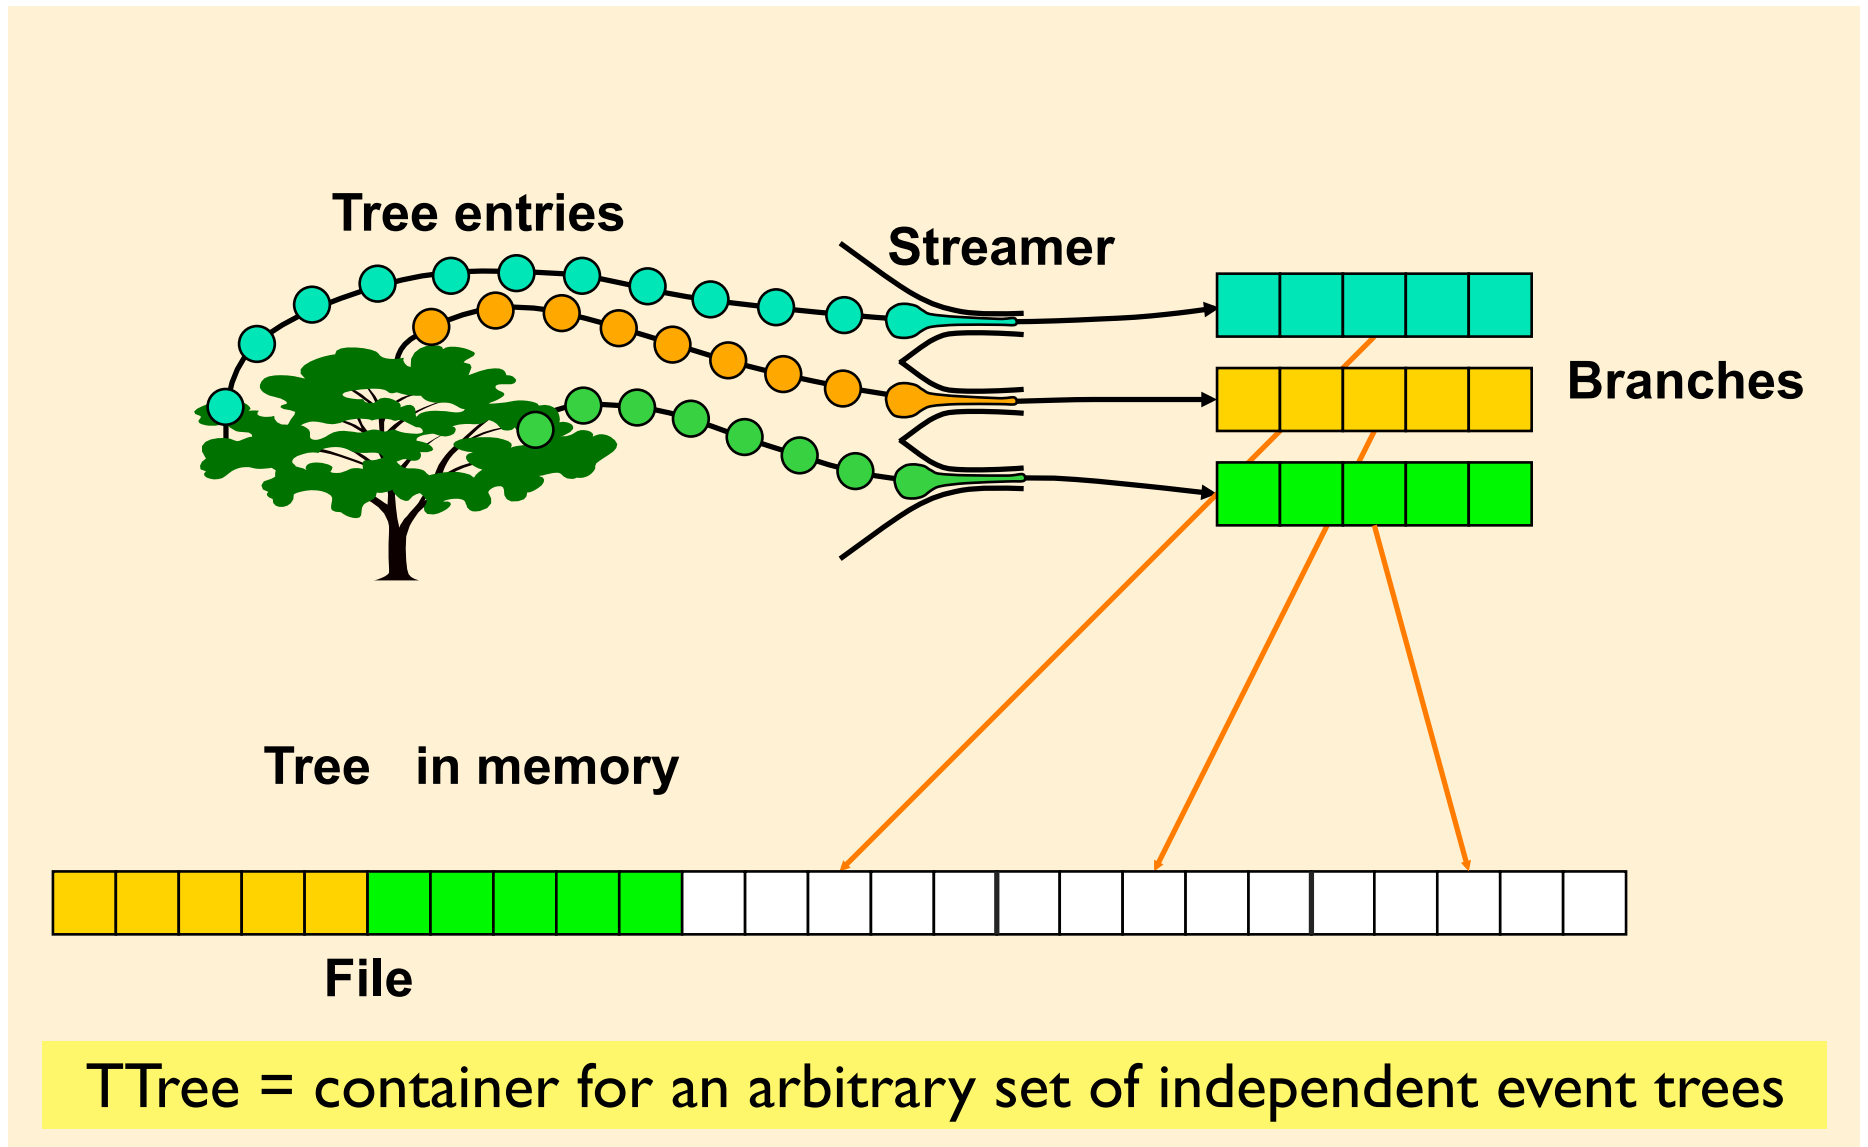 Tree entries
Streamer
Branches
Tree in memory
File
TTree = container for an arbitrary set of independent event trees